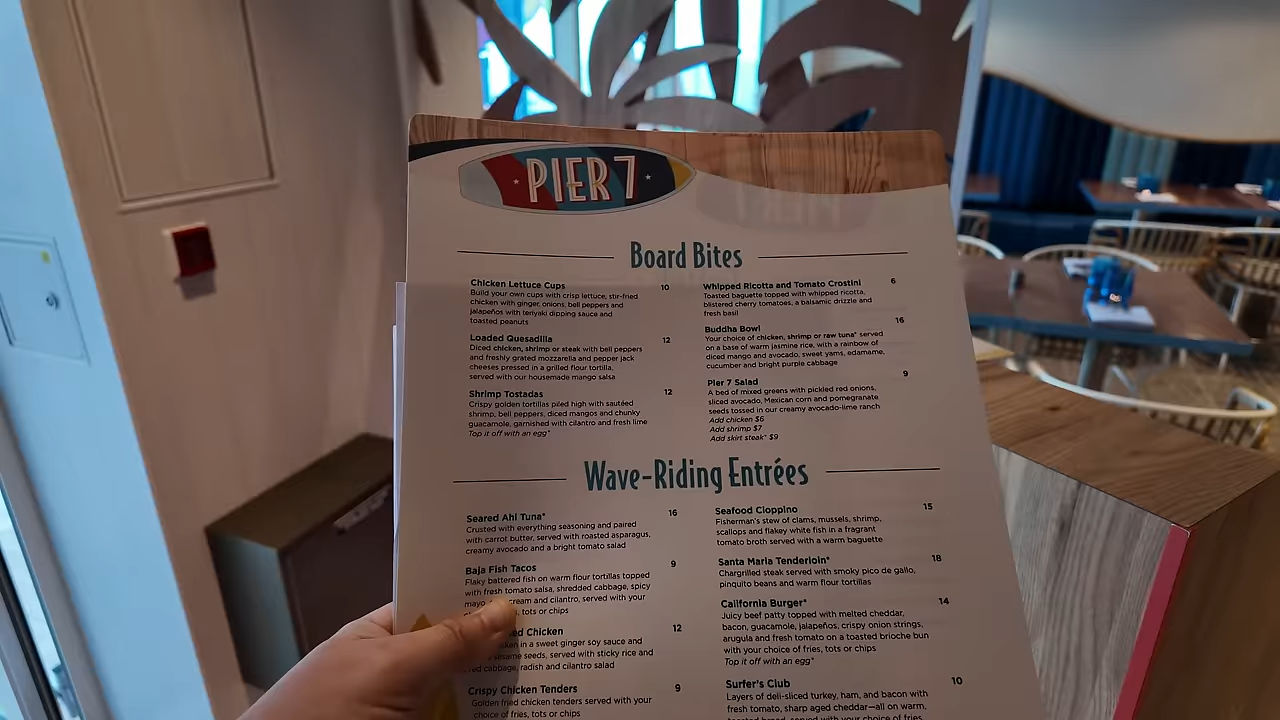 PIER 7
Board Bites
Chicken Lettuce Cups 10
Build your own cups with crisp lettuce, stir-fried
chicken with ginger, onions, bell peppers and
jalapeños with teriyaki dipping sauce and
toasted peanuts
Loaded Quesadilla 12
Diced chicken, shrimp or steak with bell peppers
and freshly grated mozzarella and pepper jack
cheeses pressed in a grilled flour tortilla,
served with our housemade mango salsa
Shrimp Tostadas 12
Crispy golden tortillas piled high with sautéed
shrimp, bell peppers, diced mangos and chunky
guacamole, garnished with cilantro and fresh lime
Top it off with an egg*
Whipped Ricotta and Tomato Crostini 6
Toasted baguette topped with whipped ricotta,
blistered cherry tomatoes, a balsamic drizzle and
fresh basil
Buddha Bowl 16
Your choice of chicken, shrimp or raw tuna* served
on a base of warm jasmine rice, with a rainbow of
diced mango and avocado, sweet yams, edamame,
cucumber and bright purple cabbage
Pier 7 Salad 9
A bed of mixed greens with pickled red onions,
sliced avocado, Mexican corn and pomegranate
seeds tossed in our creamy avocado-lime ranch
Add chicken $6
Add shrimp $7
Add skirt steak* $9
Wave-Riding Entrées
Seared Ahi Tuna* 16
Crusted with everything seasoning and paired
with carrot butter, served with roasted asparagus,
creamy avocado and a bright tomato salad
Baja Fish Tacos 9
Flaky battered fish on warm flour tortillas topped
with fresh tomato salsa, shredded cabbage, spicy
mayo, cream and cilantro, served with your
tots or chips
Chicken 12
in a sweet ginger soy sauce and
sesame seeds, served with sticky rice and
cabbage, radish and cilantro salad
Crispy Chicken Tenders 9
Golden fried chicken tenders served with your
choice of fries, tots or chips
Seafood Cioppino 15
Fisherman's stew of clams, mussels, shrimp,
scallops and flakey white fish in a fragrant
tomato broth served with a warm baguette
Santa Maria Tenderloin* 18
Chargrilled steak served with smoky pico de gallo,
pinquito beans and warm flour tortillas
California Burger* 14
Juicy beef patty topped with melted cheddar,
bacon, guacamole, jalapeños, crispy onion strings,
arugula and fresh tomato on a toasted brioche bun
with your choice of fries, tots or chips
Top it off with an egg*
Surfer's Club 10
Layers of deli-sliced turkey, ham, and bacon with
fresh tomato, sharp aged cheddar—all on warm,
toasted bread, served with your choice of fries,